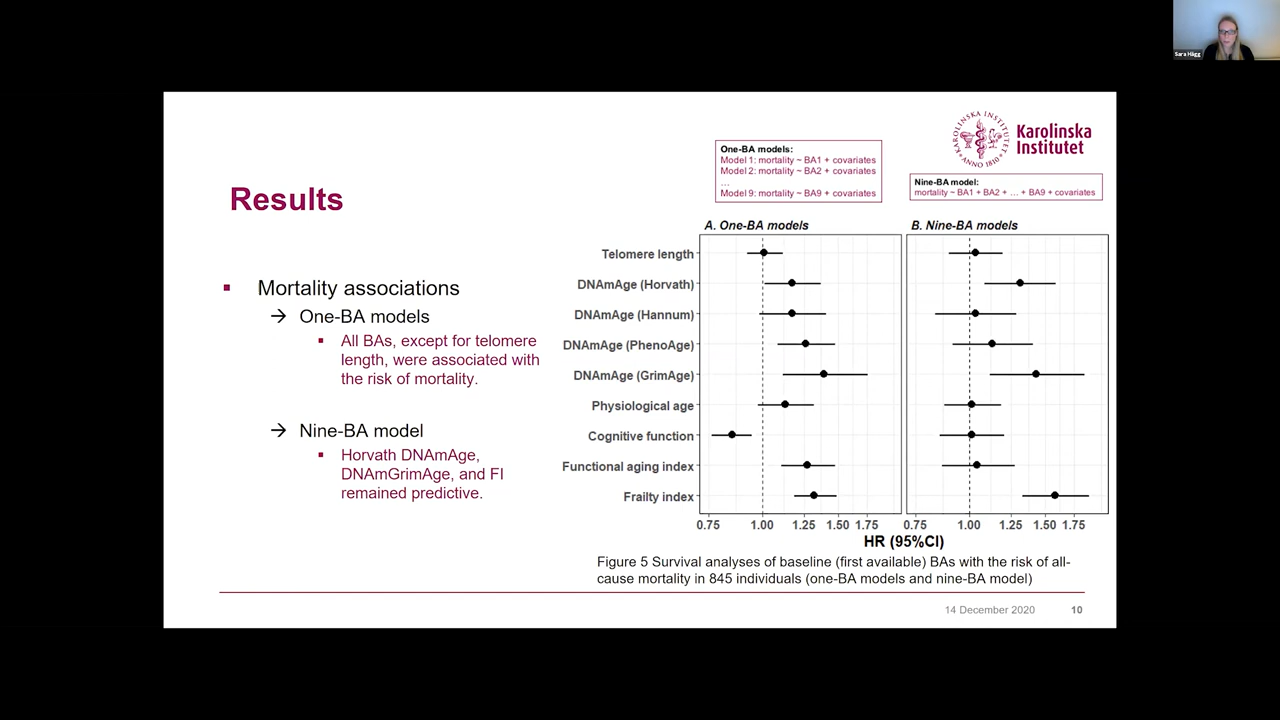 Sara Hägg
KAROLINSKA INSTITUTET
ANNO 1810
Karolinska
Institutet
One-BA models:
Model 1: mortality ~ BA1 + covariates
Model 2: mortality ~ BA2 + covariates
…
Model 9: mortality ~ BA9 + covariates
Nine-BA model:
mortality ~ BA1 + BA2 + … + BA9 + covariates
Results
▪ Mortality associations
→ One-BA models
▪ All BAs, except for telomere
length, were associated with
the risk of mortality.
→ Nine-BA model
▪ Horvath DNAmAge,
DNAmGrimAge, and FI
remained predictive.
A. One-BA models
B. Nine-BA models
Telomere length
DNAmAge (Horvath)
DNAmAge (Hannum)
DNAmAge (PhenoAge)
DNAmAge (GrimAge)
Physiological age
Cognitive function
Functional aging index
Frailty index
0.75 1.00 1.25 1.50 1.75
0.75 1.00 1.25 1.50 1.75
HR (95%CI)
Figure 5 Survival analyses of baseline (first available) BAs with the risk of all-
cause mortality in 845 individuals (one-BA models and nine-BA model)
14 December 2020
10